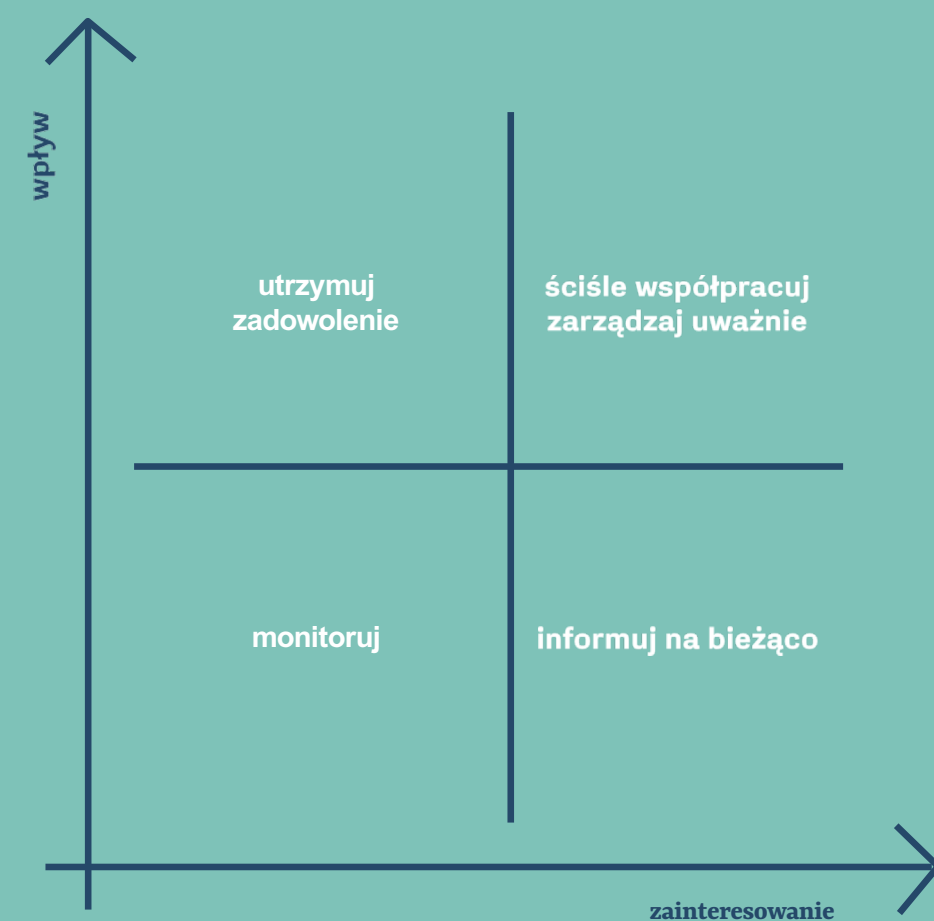 wpływ
utrzymuj
zadowolenie
ściśle współpracuj
zarządzaj uważnie
monitoruj
informuj na bieżąco
zainteresowanie